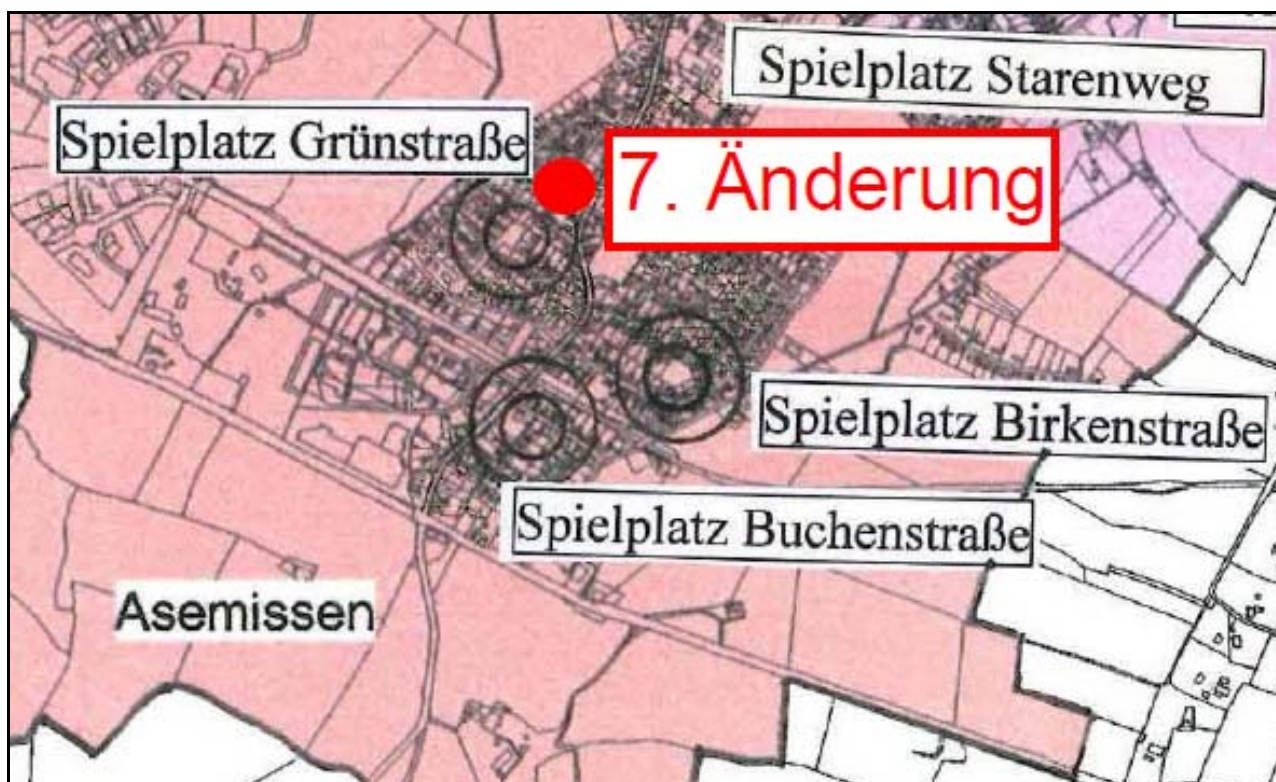 Spielplatz Starenweg
Spielplatz Grünstraße
7. Änderung
Spielplatz Birkenstraße
Spielplatz Buchenstraße
Asemissen